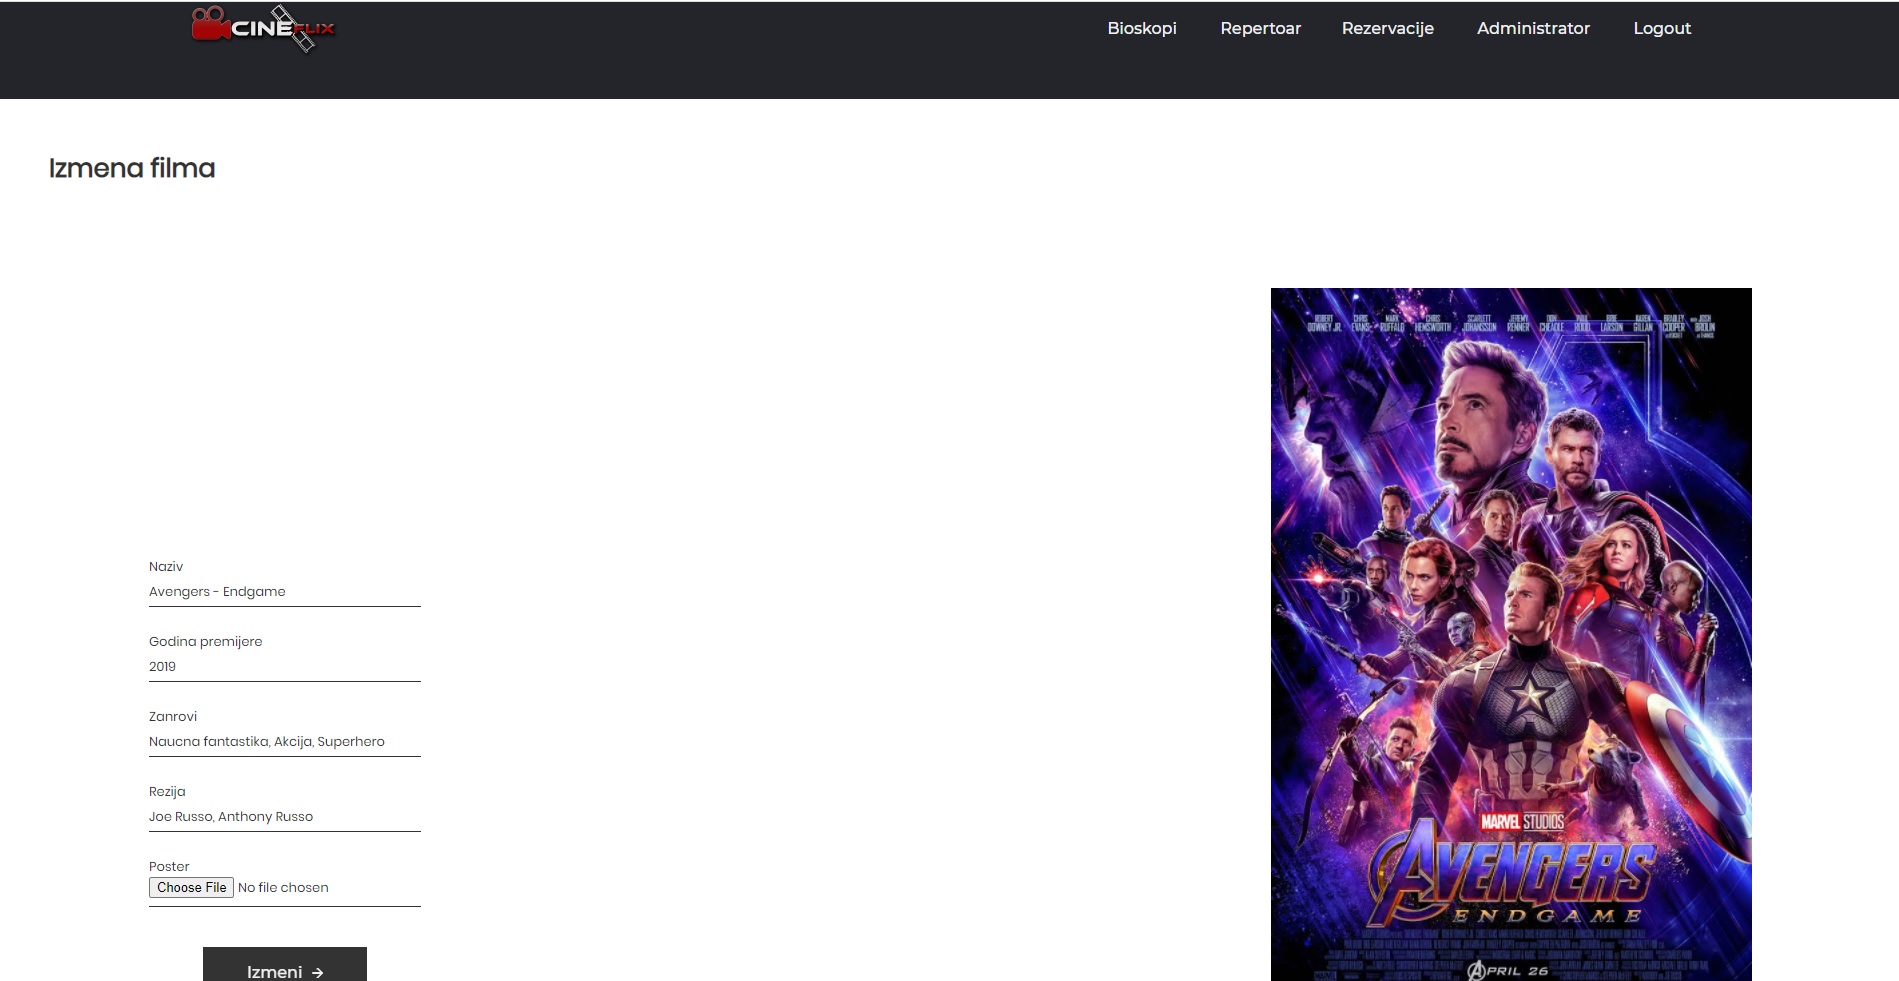 CINEFLIX
Bioskopi Repertoar Rezervacije Administrator Logout
Izmena filma
Naziv
Avengers - Endgame
Godina premijere
2019
Zanrovi
Naucna fantastika, Akcija, Superhero
Rezija
Joe Russo, Anthony Russo
Poster
Choose File No file chosen
Izmeni →
ROBERT DOWNEY JR. CHRIS EVANS MARK RUFFALO CHRIS HEMSWORTH SCARLETT JOHANSSON JEREMY RENNER DON CHEADLE PAUL RUDD BRIE LARSON KAREN GILLAN BRADLEY COOPER JOSH BROLIN
MARVEL STUDIOS
AVENGERS
ENDGAME
APRIL 26